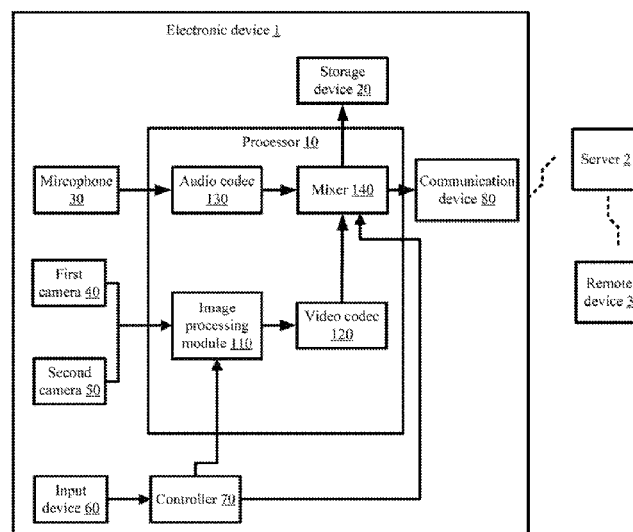 Electronic device 1
Storage
device 20
Processor 10
Mircophone
30
Audio codec
130
Mixer
140
Communication
device 80
Server 2
First
camera 40
Image
processing
module 110
Video codec
120
Remote
device 3
Second
camera 50
Input
device 60
Controller 70